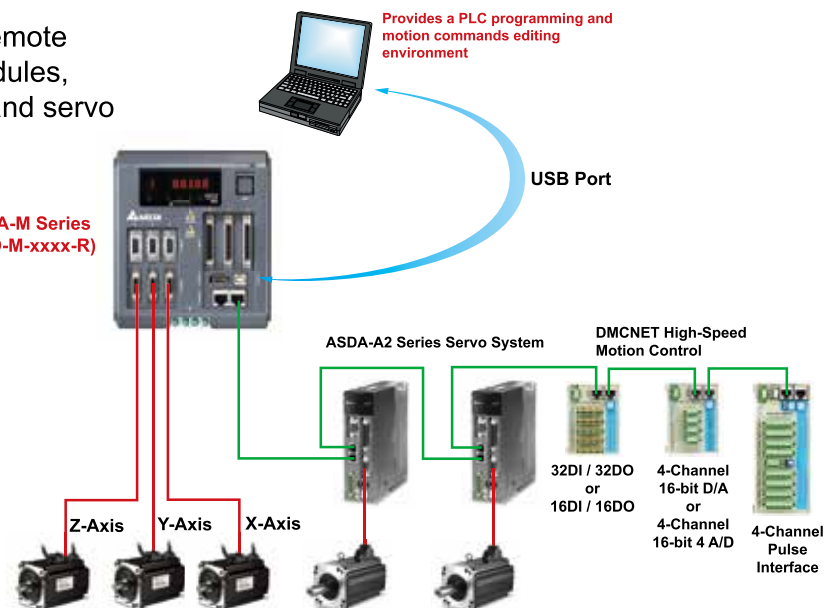 emote
dules,
and servo
Provides a PLC programming and
motion commands editing
environment
USB Port
A-M Series
-M-xxxx-R)
ASDA-A2 Series Servo System
DMCNET High-Speed
Motion Control
32DI / 32DO
or
16DI / 16DO
4-Channel
16-bit D/A
or
4-Channel
16-bit 4 A/D
4-Channel
Pulse
Interface
Z-Axis
Y-Axis
X-Axis